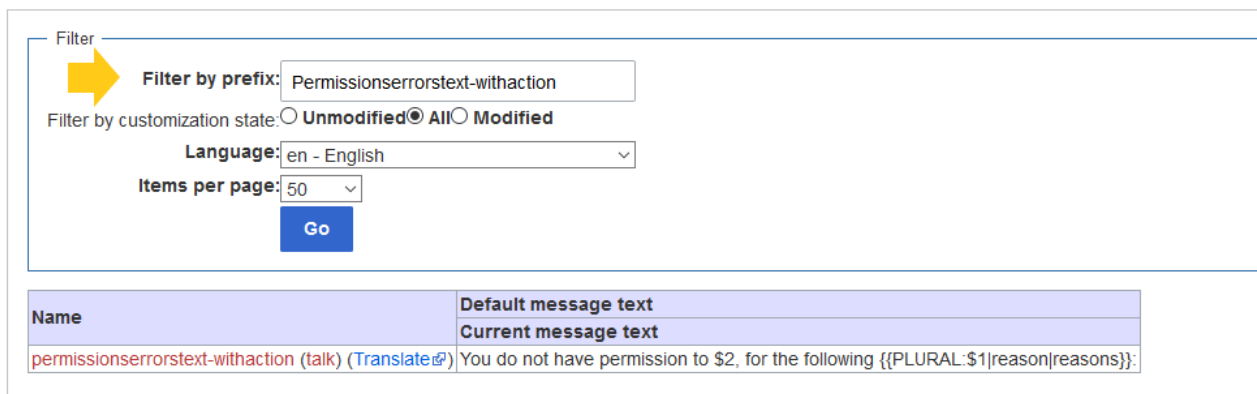 Filter
Filter by prefix: Permissionserrorstext-withaction
Filter by customization state: Unmodified All Modified
Language: en - English
Items per page: 50
Go
Name
Default message text
Current message text
permissionserrorstext-withaction (talk) (Translate) You do not have permission to $2, for the following {{PLURAL:$1|reason|reasons}}: